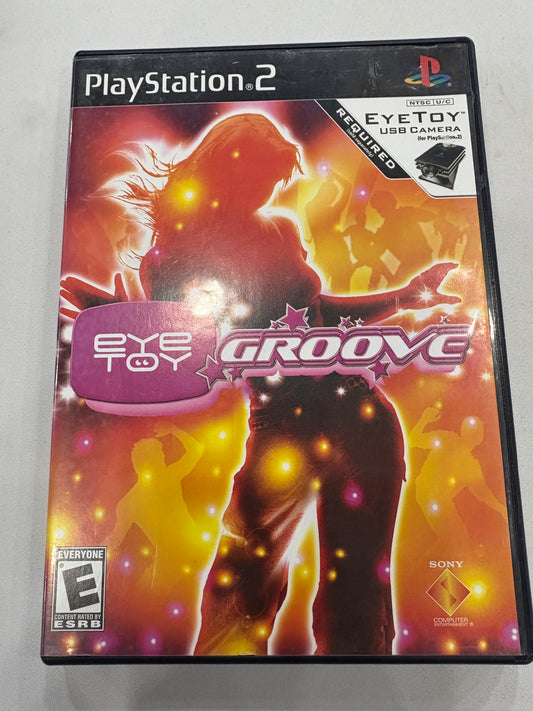 PlayStation®2
NTSC U/C
EYETOY™
USB CAMERA
(for PlayStation®2)
REQUIRED
EYE
TOY
GROOVE
EVERYONE
E
CONTENT RATED BY
ESRB
SONY
COMPUTER
ENTERTAINMENT®